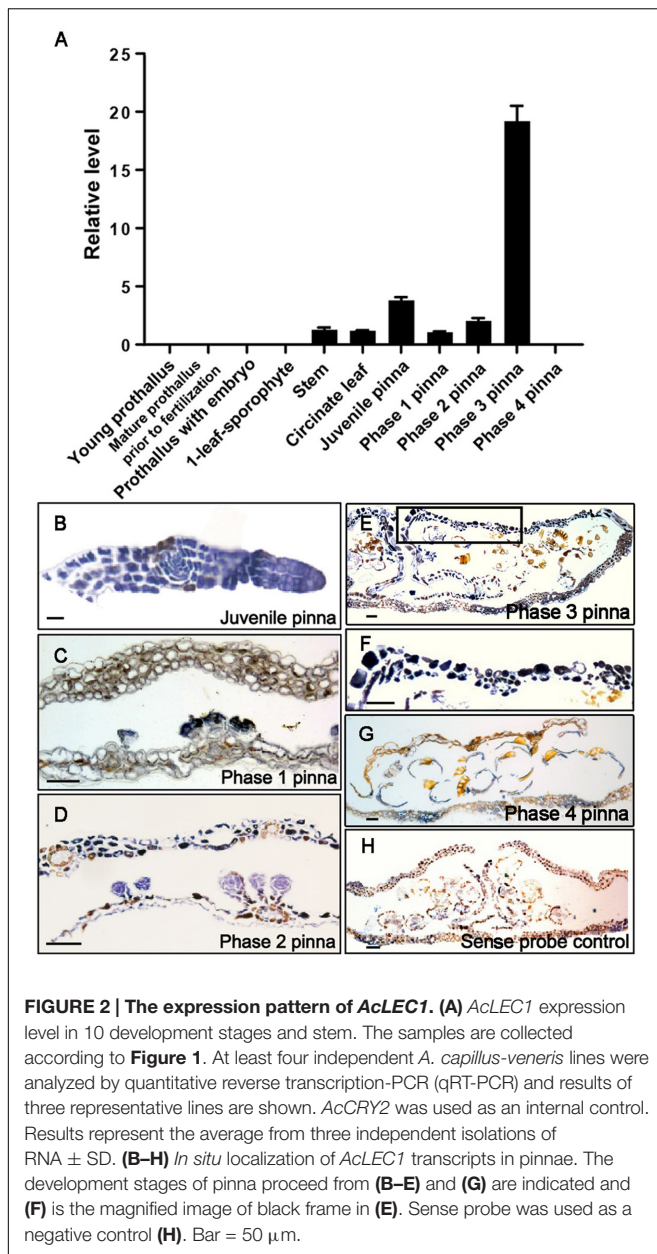 A
Relative level
25
20
15
10
5
0
Young prothallus
Mature prothallus
prior to fertilization
Prothallus with embryo
1-leaf-sporophyte
Stem
Circinate leaf
Juvenile pinna
Phase 1 pinna
Phase 2 pinna
Phase 3 pinna
Phase 4 pinna
B
Juvenile pinna
C
Phase 1 pinna
D
Phase 2 pinna
E
Phase 3 pinna
F
G
Phase 4 pinna
H
Sense probe control
FIGURE 2 | The expression pattern of AcLEC1. (A) AcLEC1 expression
level in 10 development stages and stem. The samples are collected
according to Figure 1. At least four independent A. capillus-veneris lines were
analyzed by quantitative reverse transcription-PCR (qRT-PCR) and results of
three representative lines are shown. AcCRY2 was used as an internal control.
Results represent the average from three independent isolations of
RNA ± SD. (B–H) In situ localization of AcLEC1 transcripts in pinnae. The
development stages of pinna proceed from (B–E) and (G) are indicated and
(F) is the magnified image of black frame in (E). Sense probe was used as a
negative control (H). Bar = 50 μm.